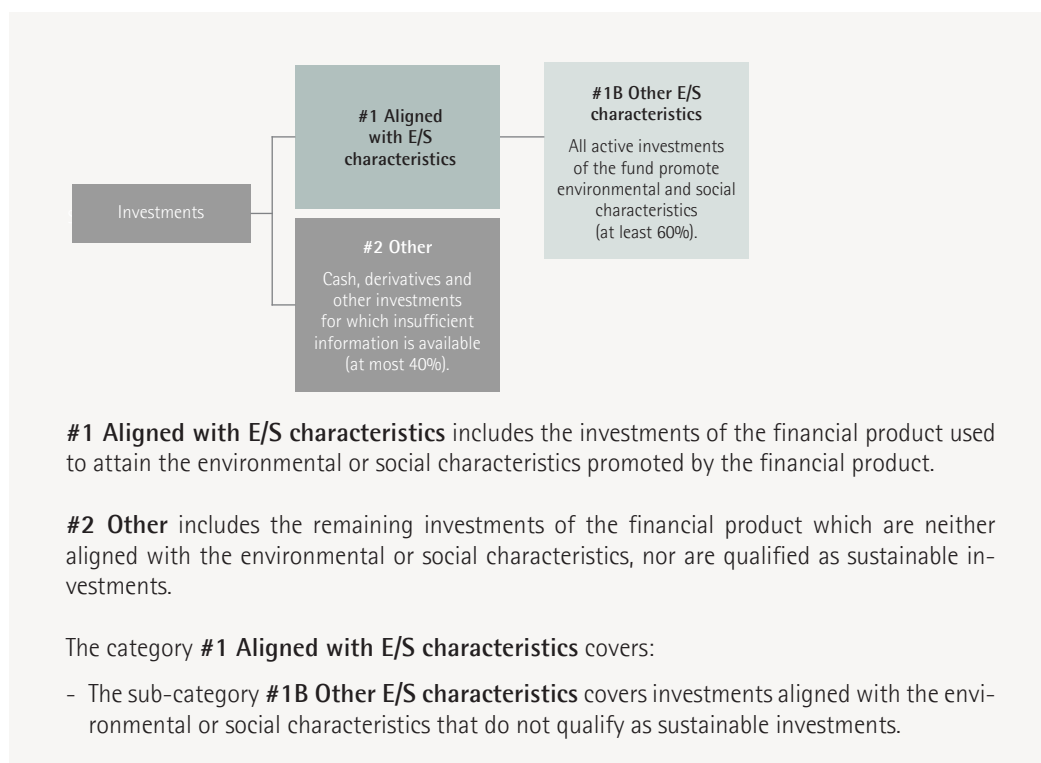 #1 Aligned
with E/S
characteristics
#1B Other E/S
characteristics
All active investments
of the fund promote
environmental and social
characteristics
(at least 60%).
Investments
#2 Other
Cash, derivatives and
other investments
for which insufficient
information is available
(at most 40%).
#1 Aligned with E/S characteristics includes the investments of the financial product used
to attain the environmental or social characteristics promoted by the financial product.
#2 Other includes the remaining investments of the financial product which are neither
aligned with the environmental or social characteristics, nor are qualified as sustainable in-
vestments.
The category #1 Aligned with E/S characteristics covers:
- The sub-category #1B Other E/S characteristics covers investments aligned with the envi-
ronmental or social characteristics that do not qualify as sustainable investments.